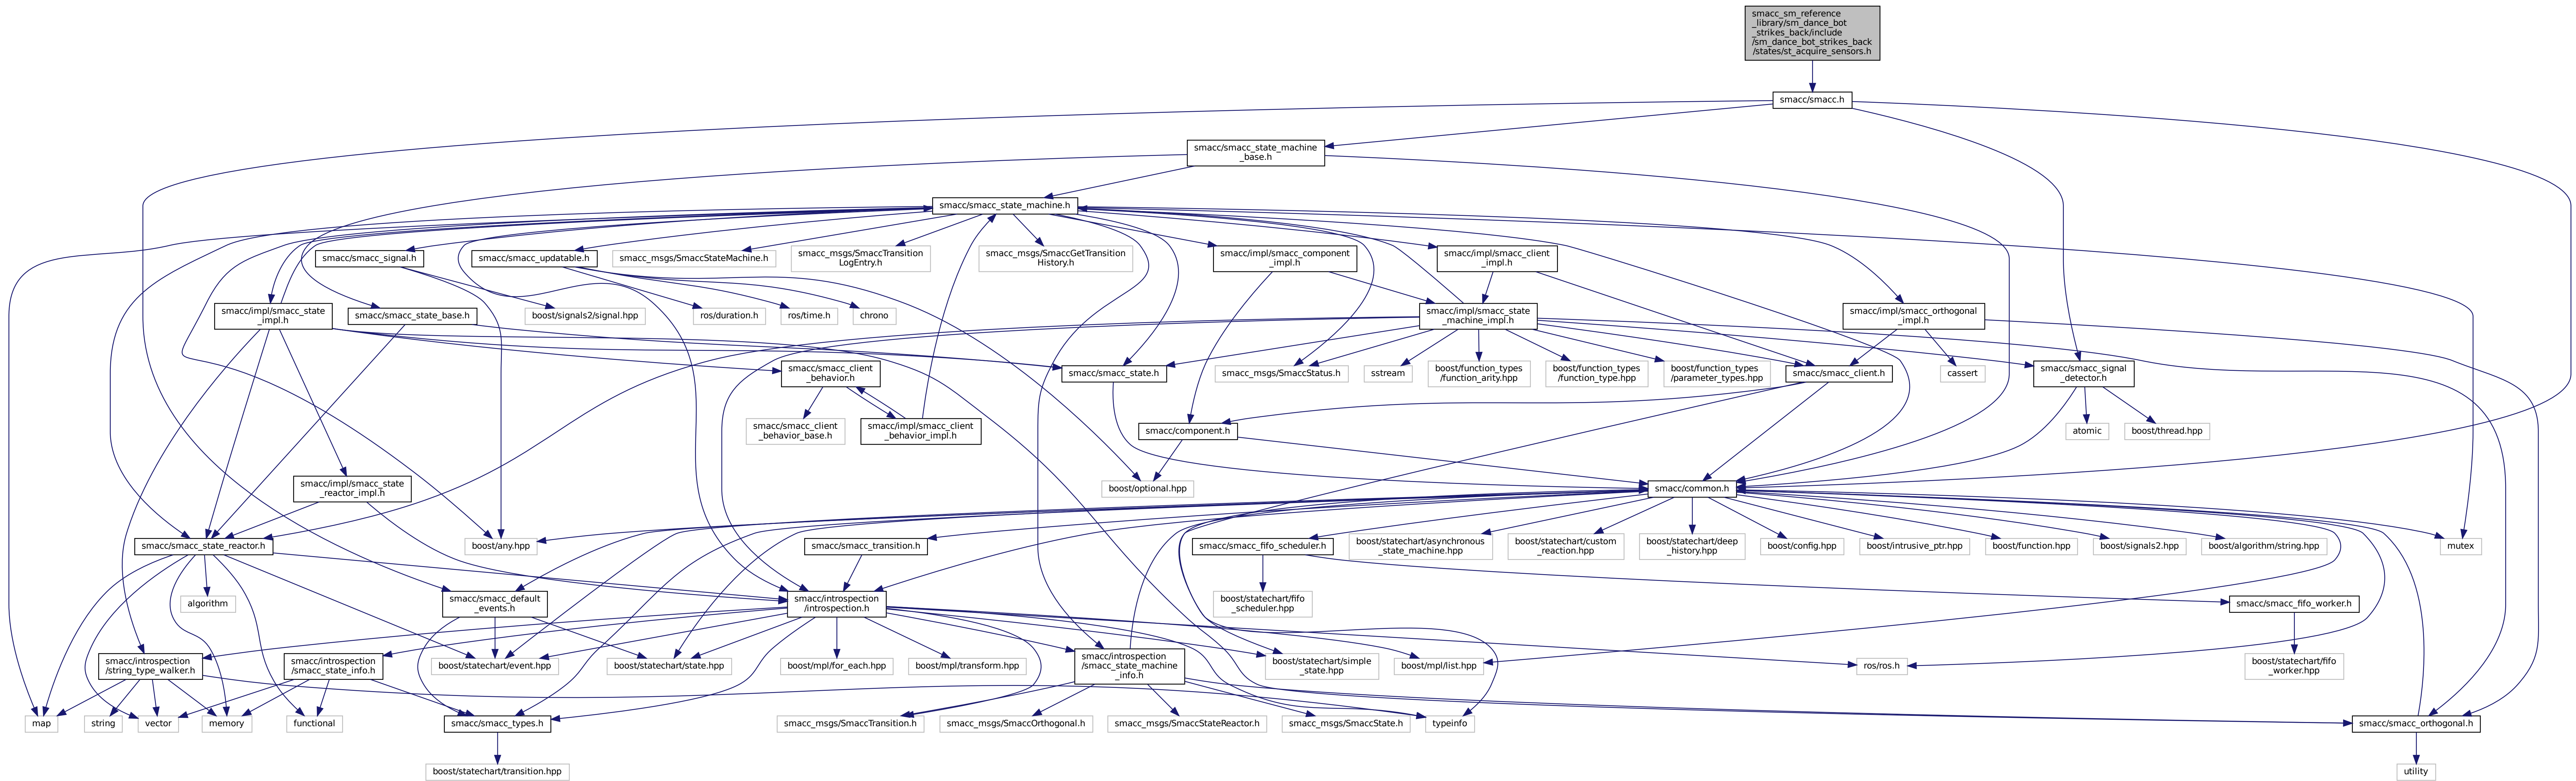 smacc_sm_reference
_library/sm_dance_bot
_strikes_back/include
/sm_dance_bot_strikes_back
/states/st_acquire_sensors.h
smacc/smacc.h
smacc/smacc_state_machine
_base.h
smacc/smacc_state_machine.h
smacc/smacc_signal.h
smacc/smacc_updatable.h
smacc_msgs/SmaccStateMachine.h
smacc_msgs/SmaccTransition
LogEntry.h
smacc_msgs/SmaccGetTransition
History.h
smacc/impl/smacc_component
_impl.h
smacc/impl/smacc_client
_impl.h
smacc/impl/smacc_state
_impl.h
smacc/smacc_state_base.h
boost/signals2/signal.hpp
ros/duration.h
ros/time.h
chrono
smacc/impl/smacc_state
_machine_impl.h
smacc/impl/smacc_orthogonal
_impl.h
smacc/smacc_client
_behavior.h
smacc/smacc_state.h
smacc_msgs/SmaccStatus.h
sstream
boost/function_types
/function_arity.hpp
boost/function_types
/function_type.hpp
boost/function_types
/parameter_types.hpp
smacc/smacc_client.h
cassert
smacc/smacc_signal
_detector.h
smacc/smacc_client
_behavior_base.h
smacc/impl/smacc_client
_behavior_impl.h
smacc/component.h
atomic
boost/thread.hpp
smacc/impl/smacc_state
_reactor_impl.h
boost/optional.hpp
smacc/common.h
smacc/smacc_state_reactor.h
boost/any.hpp
smacc/smacc_transition.h
smacc/smacc_fifo_scheduler.h
boost/statechart/asynchronous
_state_machine.hpp
boost/statechart/custom
_reaction.hpp
boost/statechart/deep
_history.hpp
boost/config.hpp
boost/intrusive_ptr.hpp
boost/function.hpp
boost/signals2.hpp
boost/algorithm/string.hpp
mutex
algorithm
smacc/smacc_default
_events.h
smacc/introspection
/introspection.h
boost/statechart/fifo
_scheduler.hpp
smacc/smacc_fifo_worker.h
smacc/introspection
/string_type_walker.h
smacc/introspection
/smacc_state_info.h
boost/statechart/event.hpp
boost/statechart/state.hpp
boost/mpl/for_each.hpp
boost/mpl/transform.hpp
smacc/introspection
/smacc_state_machine
_info.h
boost/statechart/simple
_state.hpp
boost/mpl/list.hpp
ros/ros.h
boost/statechart/fifo
_worker.hpp
map
string
vector
memory
functional
smacc/smacc_types.h
smacc_msgs/SmaccTransition.h
smacc_msgs/SmaccOrthogonal.h
smacc_msgs/SmaccStateReactor.h
smacc_msgs/SmaccState.h
typeinfo
smacc/smacc_orthogonal.h
boost/statechart/transition.hpp
utility